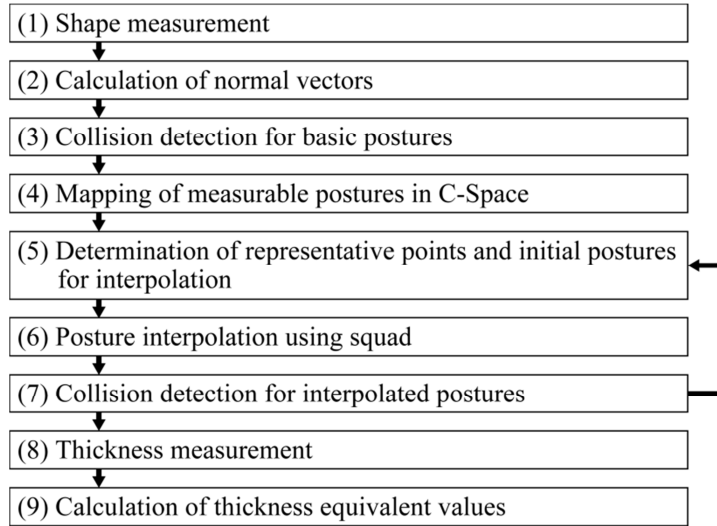 (1) Shape measurement
(2) Calculation of normal vectors
(3) Collision detection for basic postures
(4) Mapping of measurable postures in C-Space
(5) Determination of representative points and initial postures
for interpolation
(6) Posture interpolation using squad
(7) Collision detection for interpolated postures
(8) Thickness measurement
(9) Calculation of thickness equivalent values